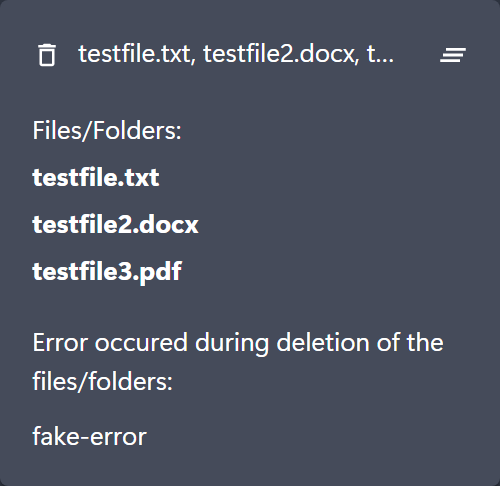 testfile.txt, testfile2.docx, t...
Files/Folders:
testfile.txt
testfile2.docx
testfile3.pdf
Error occured during deletion of the
files/folders:
fake-error